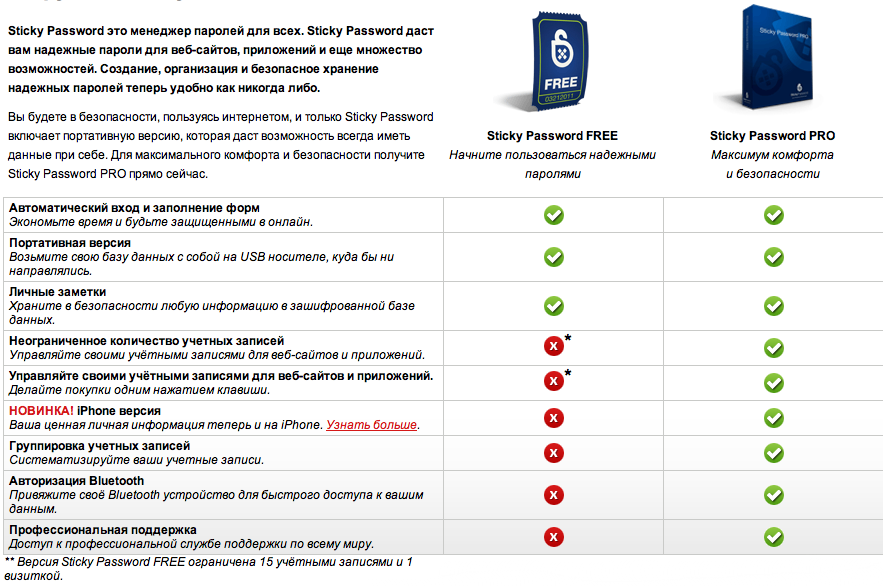 Sticky Password это менеджер паролей для всех. Sticky Password даст
вам надежные пароли для веб-сайтов, приложений и еще множество
возможностей. Создание, организация и безопасное хранение
надежных паролей теперь удобно как никогда либо.
Вы будете в безопасности, пользуясь интернетом, и только Sticky Password
включает портативную версию, которая даст возможность всегда иметь
данные при себе. Для максимального комфорта и безопасности получите
Sticky Password PRO прямо сейчас.
FREE
03212011
Sticky Password FREE
Начните пользоваться надежными
паролями
Sticky Password PRO
Sticky Password PRO
Максимум комфорта
и безопасности
Автоматический вход и заполнение форм
Экономьте время и будьте защищенными в онлайн.
Портативная версия
Возьмите свою базу данных с собой на USB носителе, куда бы ни
направлялись.
Личные заметки
Храните в безопасности любую информацию в зашифрованной базе
данных.
Неограниченное количество учетных записей
Управляйте своими учётными записями для веб-сайтов и приложений.
*
Управляйте своими учётными записями для веб-сайтов и приложений.
Делайте покупки одним нажатием клавиши.
*
НОВИНКА! iPhone версия
Ваша ценная личная информация теперь и на iPhone. Узнать больше.
Группировка учетных записей
Систематизируйте ваши учетные записи.
Авторизация Bluetooth
Привяжите своё Bluetooth устройство для быстрого доступа к вашим
данным.
Профессиональная поддержка
Доступ к профессиональной службе поддержки по всему миру.
** Версия Sticky Password FREE ограничена 15 учётными записями и 1
визиткой.